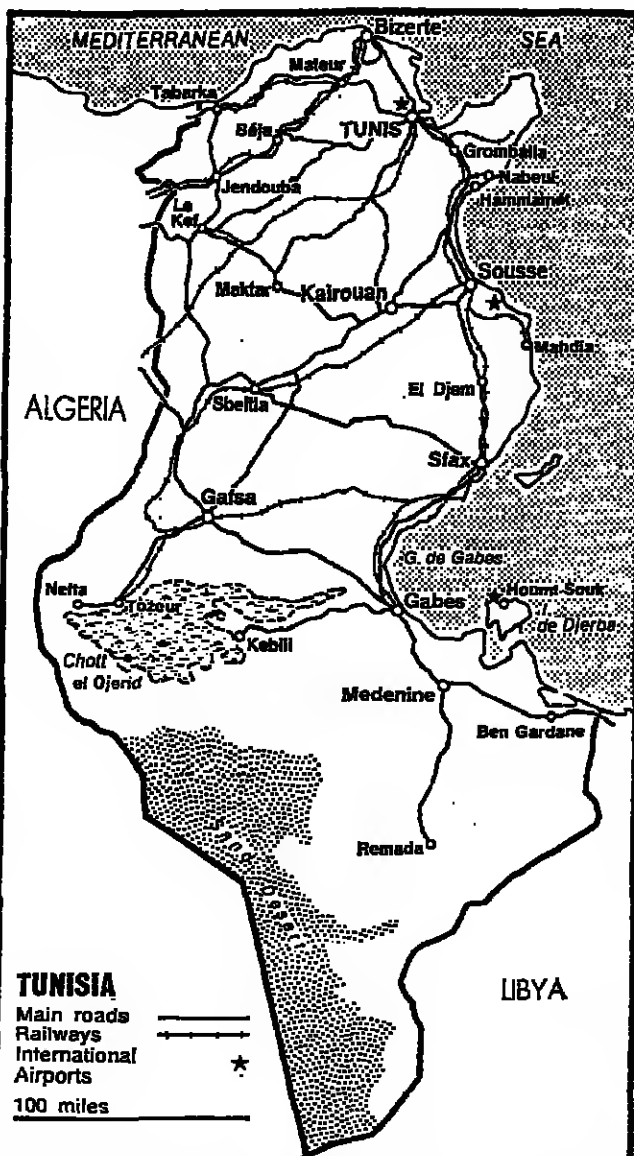 MEDITERRANEAN SEA
Bizerte
Mateur
Tabarka
TUNIS
Béja
Grombalia
Nabeul
Jendouba
Hammamet
Le
Kef
Sousse
Maktar
Kairouan
Mahdia
ALGERIA
El Djem
Sbeitla
Sfax
Gafsa
G. de Gabes
Nefta
Tozeur
Houmt-Souk
I.
de Djerba
Gabes
Kebili
Chott
el Djerid
Medenine
Ben Gardane
Remada
Sand Desert
TUNISIA
LIBYA
Main roads
Railways
International
Airports
100 miles